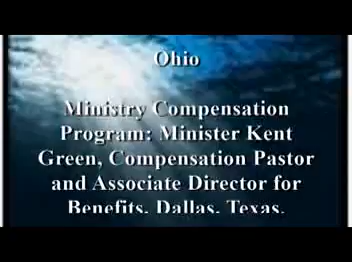 Ohio
Ministry Compensation
Program: Minister Kent
Green, Compensation Pastor
and Associate Director for
Benefits, Dallas, Texas,